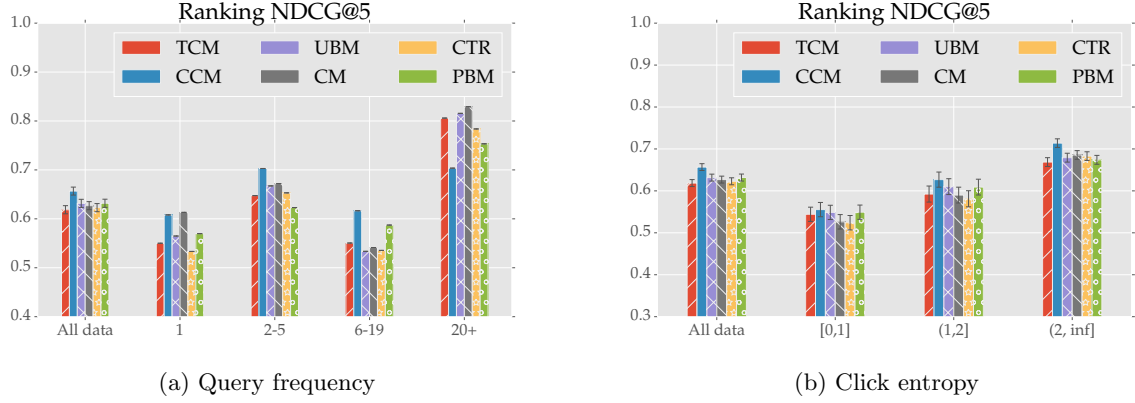 Ranking NDCG@5
1.0
0.9
0.8
0.7
0.6
0.5
0.4
TCM UBM CTR
CCM CM PBM
All data 1 2-5 6-19 20+
(a) Query frequency
Ranking NDCG@5
1.0
0.9
0.8
0.7
0.6
0.5
0.4
0.3
TCM UBM CTR
CCM CM PBM
All data [0,1] (1,2] (2, inf]
(b) Click entropy